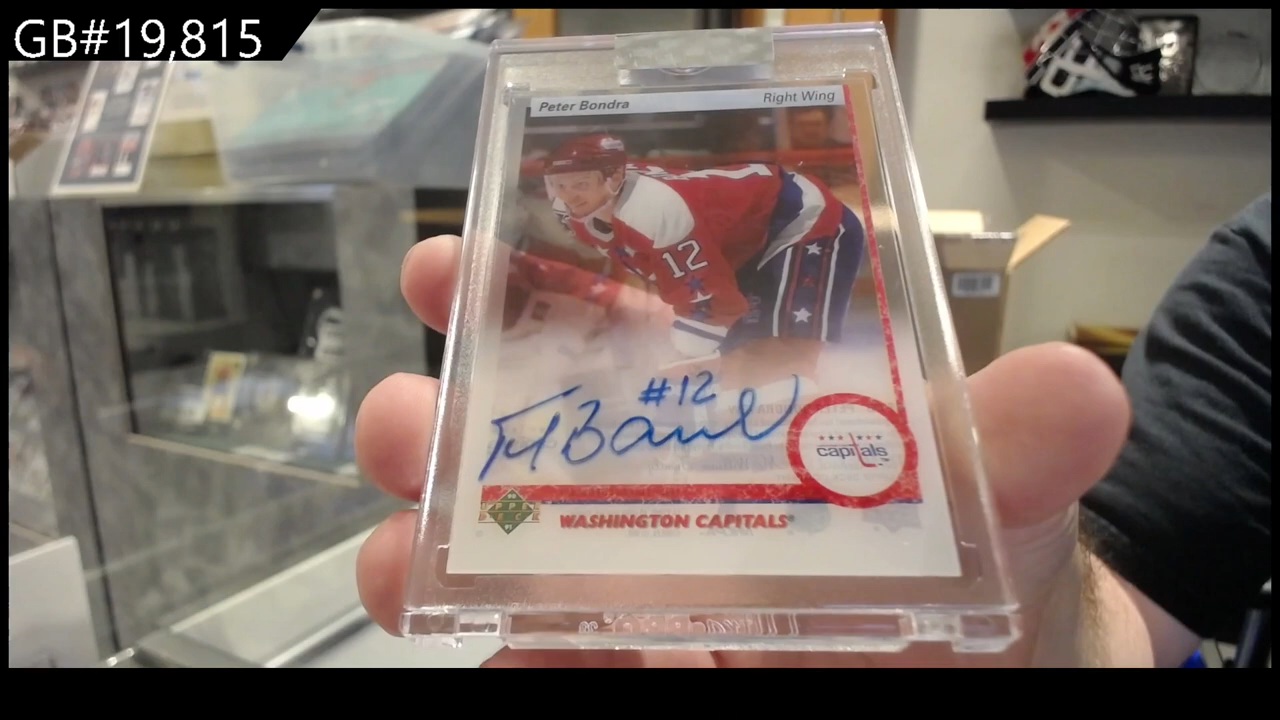 GB#19,815
Peter Bondra
Right Wing
12
#12
capitals
WASHINGTON CAPITALS